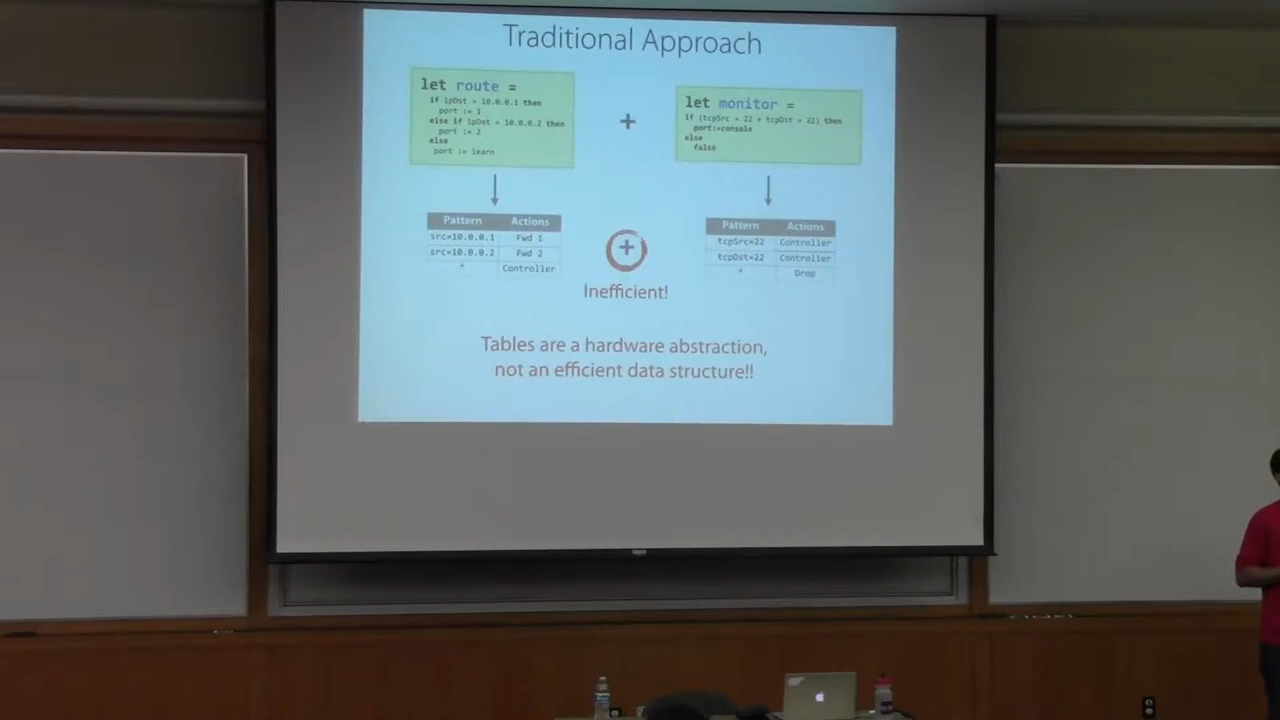 Traditional Approach
let route =
if ipDst = 10.0.0.1 then
port := 1
else if ipDst = 10.0.0.2 then
port := 2
else
port := learn
+
let monitor =
if (tcpSrc = 22 + tcpDst = 22) then
port:=console
else
false
Pattern Actions
src=10.0.0.1 Fwd 1
src=10.0.0.2 Fwd 2
* Controller
+
Inefficient!
Pattern Actions
tcpSrc=22 Controller
tcpDst=22 Controller
* Drop
Tables are a hardware abstraction,
not an efficient data structure!!